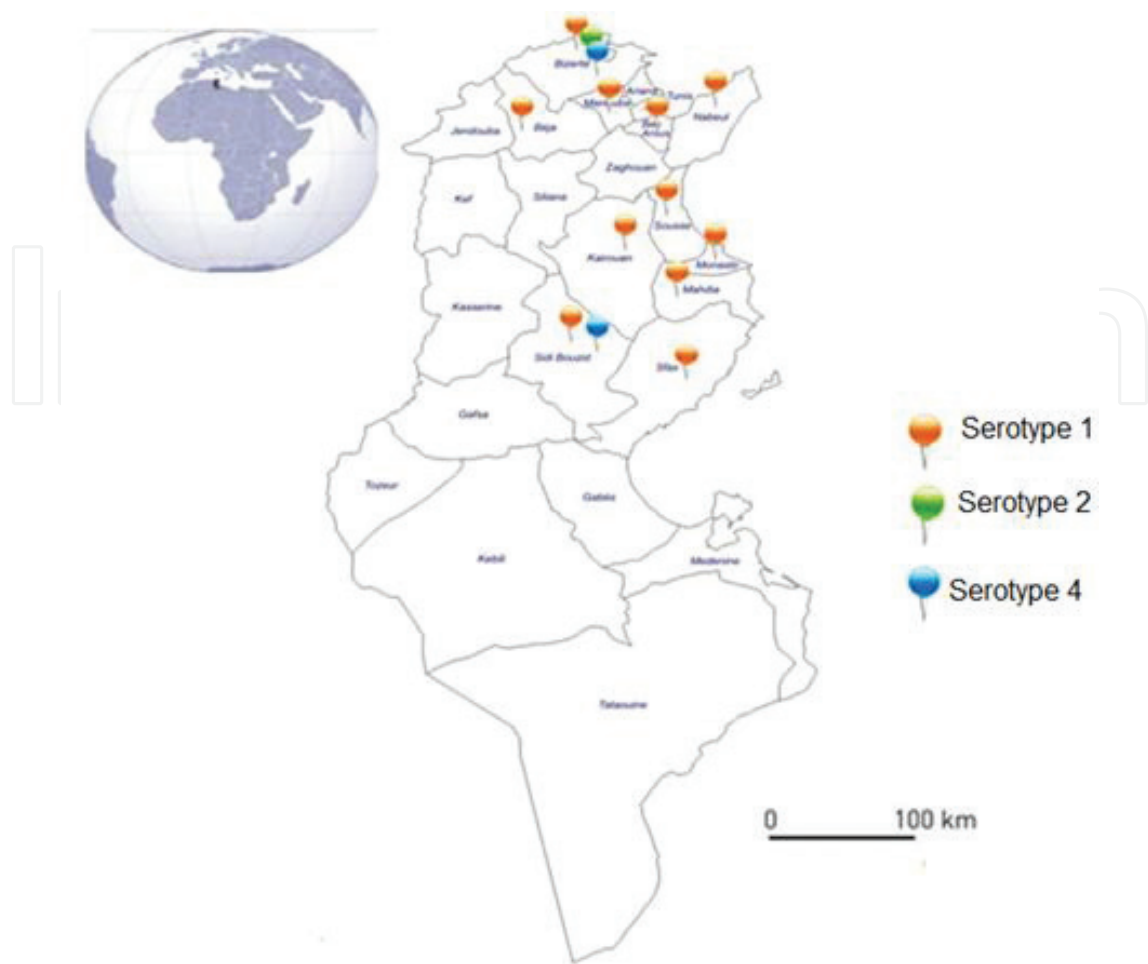 Bizerte
Ariana
Tunis
Manouba
Nabeul
Jendouba
Beja
Ben
Arous
Zaghouan
Kef
Siliana
Sousse
Kairouan
Monastir
Mahdia
Kasserine
Sidi Bouzid
Sfax
Gafsa
Serotype 1
Tozeur
Gabès
Serotype 2
Kebili
Medenine
Serotype 4
Tataouine
0 100 km